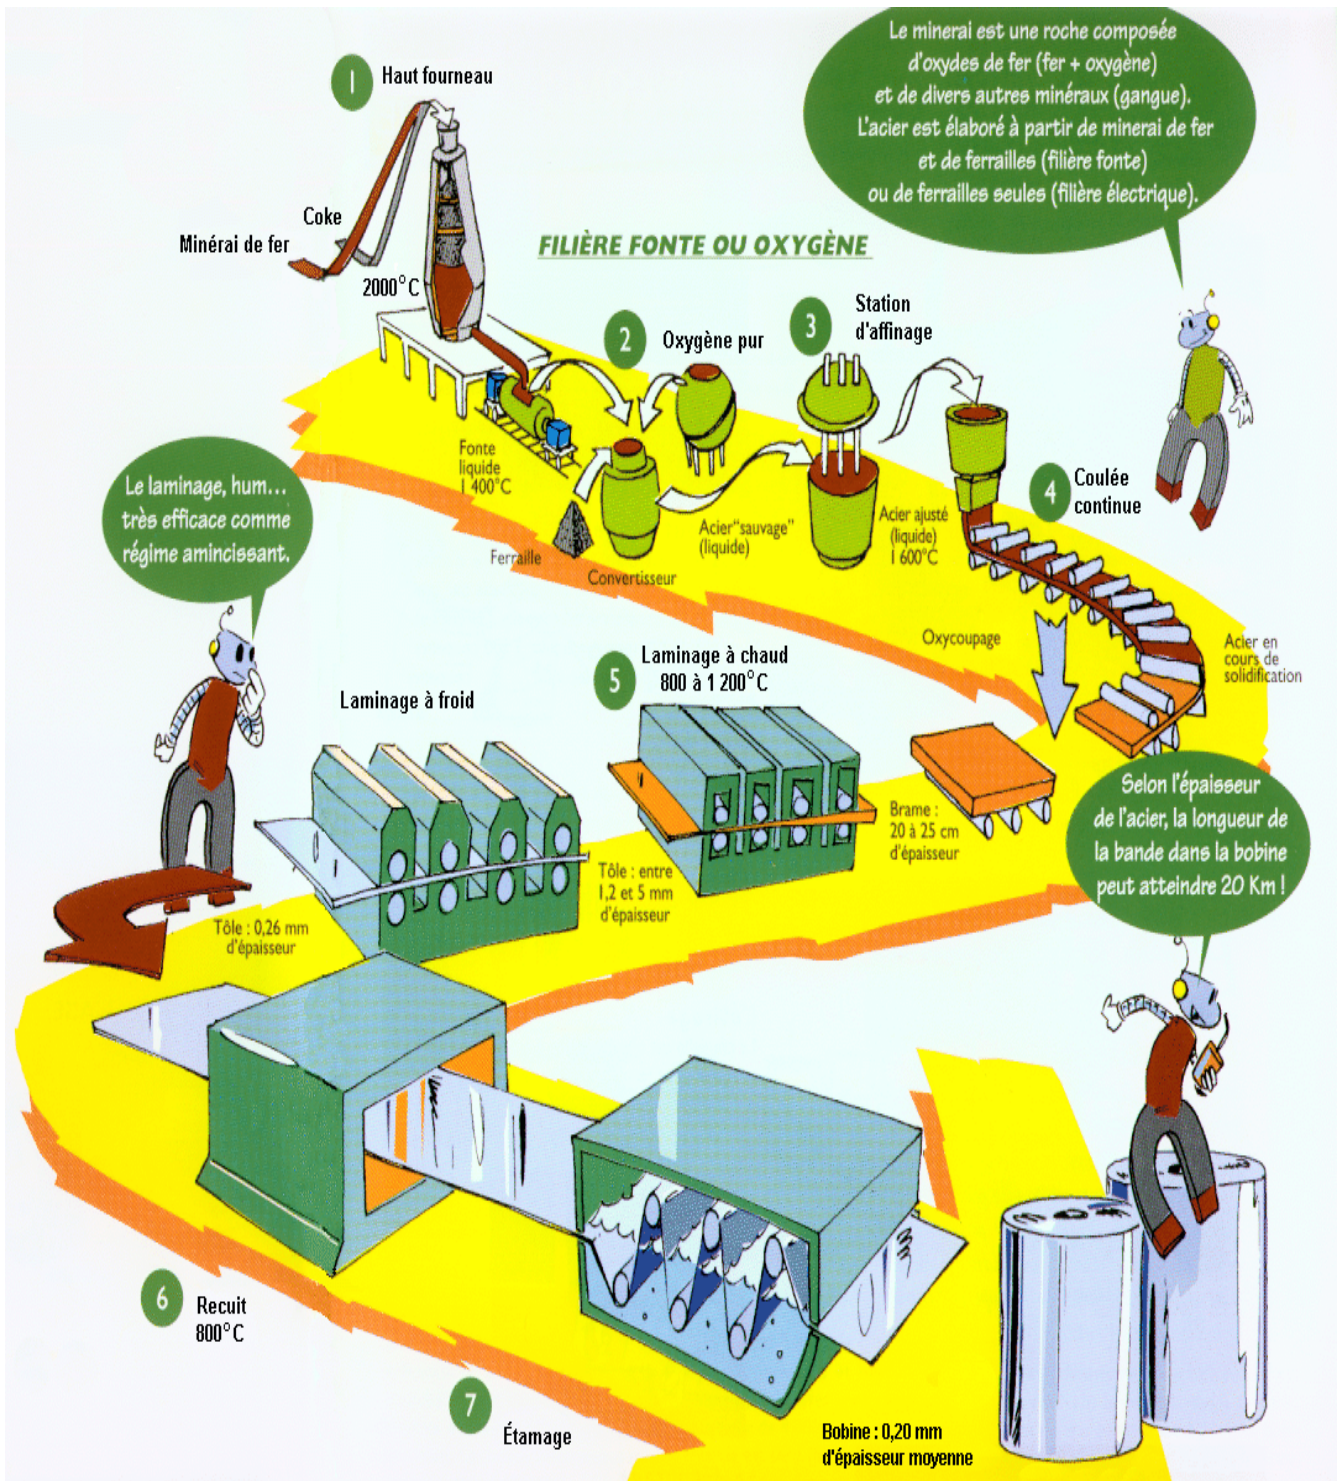 Le minerai est une roche composée
d'oxydes de fer (fer + oxygène)
et de divers autres minéraux (gangue).
L'acier est élaboré à partir de minerai de fer
et de ferrailles (filière fonte)
ou de ferrailles seules (filière électrique).
1
Haut fourneau
Coke
Minérai de fer
2000°C
FILIÈRE FONTE OU OXYGÈNE
2
Oxygène pur
3
Station
d'affinage
Fonte
liquide
1 400°C
Ferraille
Convertisseur
Acier "sauvage"
(liquide)
Acier ajusté
(liquide)
1 600°C
4
Coulée
continue
Le laminage, hum...
très efficace comme
régime amincissant.
Oxycoupage
Acier en
cours de
solidification
5
Laminage à chaud
800 à 1 200°C
Laminage à froid
Brame :
20 à 25 cm
d'épaisseur
Selon l'épaisseur
de l'acier, la longueur de
la bande dans la bobine
peut atteindre 20 Km !
Tôle : entre
1,2 et 5 mm
d'épaisseur
Tôle : 0,26 mm
d'épaisseur
6
Recuit
800°C
7
Étamage
Bobine : 0,20 mm
d'épaisseur moyenne